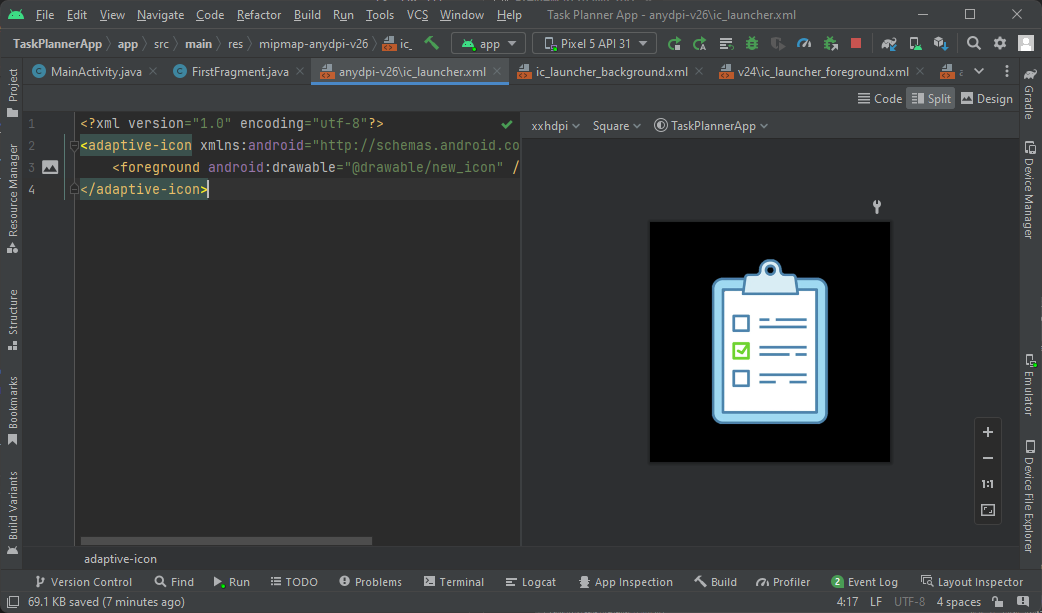 File Edit View Navigate Code Refactor Build Run Tools VCS Window Help Task Planner App - anydpi-v26\ic_launcher.xml
TaskPlannerApp app src main res mipmap-anydpi-v26 ic_ app Pixel 5 API 31
MainActivity.java FirstFragment.java anydpi-v26\ic_launcher.xml ic_launcher_background.xml v24\ic_launcher_foreground.xml a
Code Split Design
1 <?xml version="1.0" encoding="utf-8"?>
2 <adaptive-icon xmlns:android="http://schemas.android.co
3 <foreground android:drawable="@drawable/new_icon" /
4 </adaptive-icon>
xxhdpi Square TaskPlannerApp
1:1
Project
Resource Manager
Structure
Bookmarks
Build Variants
Gradle
Device Manager
Emulator
Device File Explorer
adaptive-icon
Version Control Find Run TODO Problems Terminal Logcat App Inspection Build Profiler 2 Event Log Layout Inspector
69.1 KB saved (7 minutes ago) 4:17 LF UTF-8 4 spaces